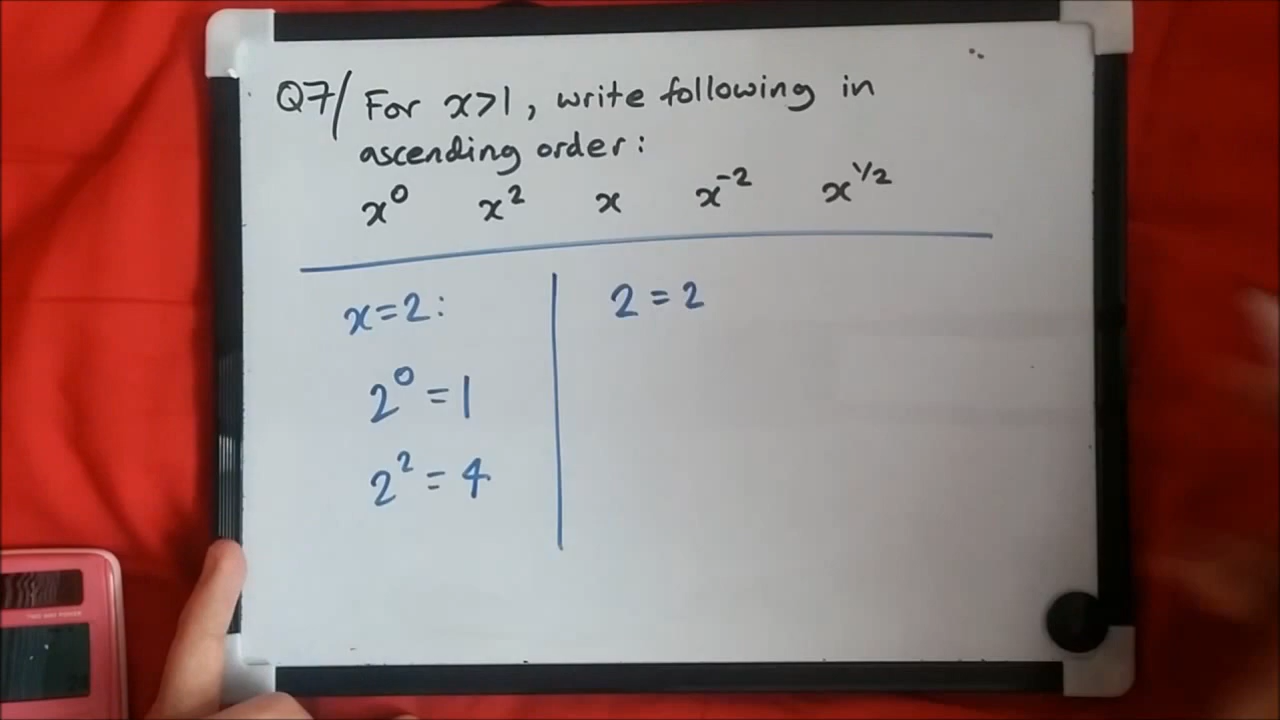 Q7/ For x>1, write following in
ascending order:
x⁰ x² x x⁻² x^1/2
x=2:
2⁰ = 1
2² = 4
2 = 2